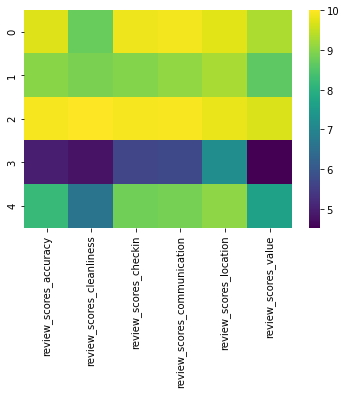 0
1
2
3
4
review_scores_accuracy
review_scores_cleanliness
review_scores_checkin
review_scores_communication
review_scores_location
review_scores_value
10
9
8
7
6
5